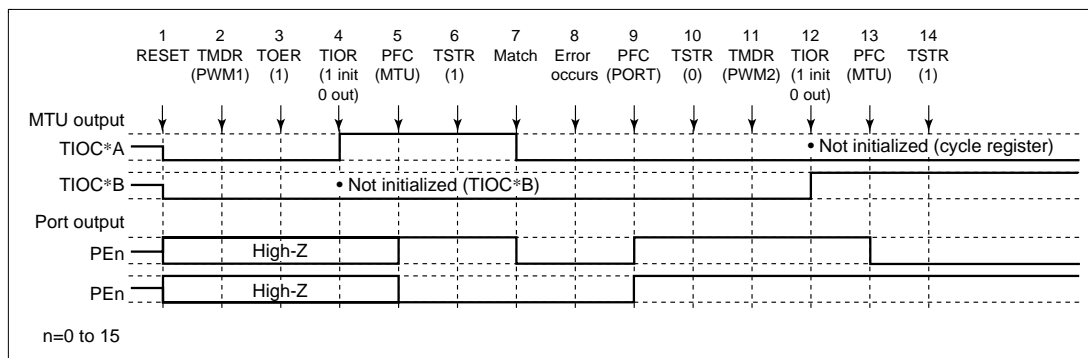 1 2 3 4 5 6 7 8 9 10 11 12 13 14
RESET TMDR TOER TIOR PFC TSTR Match Error PFC TSTR TMDR TIOR PFC TSTR
(PWM1) (1) (1 init (MTU) (1) occurs (PORT) (0) (PWM2) (1 init (MTU) (1)
0 out) 0 out)
MTU output
TIOC*A • Not initialized (cycle register)
TIOC*B • Not initialized (TIOC*B)
Port output
PEn High-Z
PEn High-Z
n=0 to 15